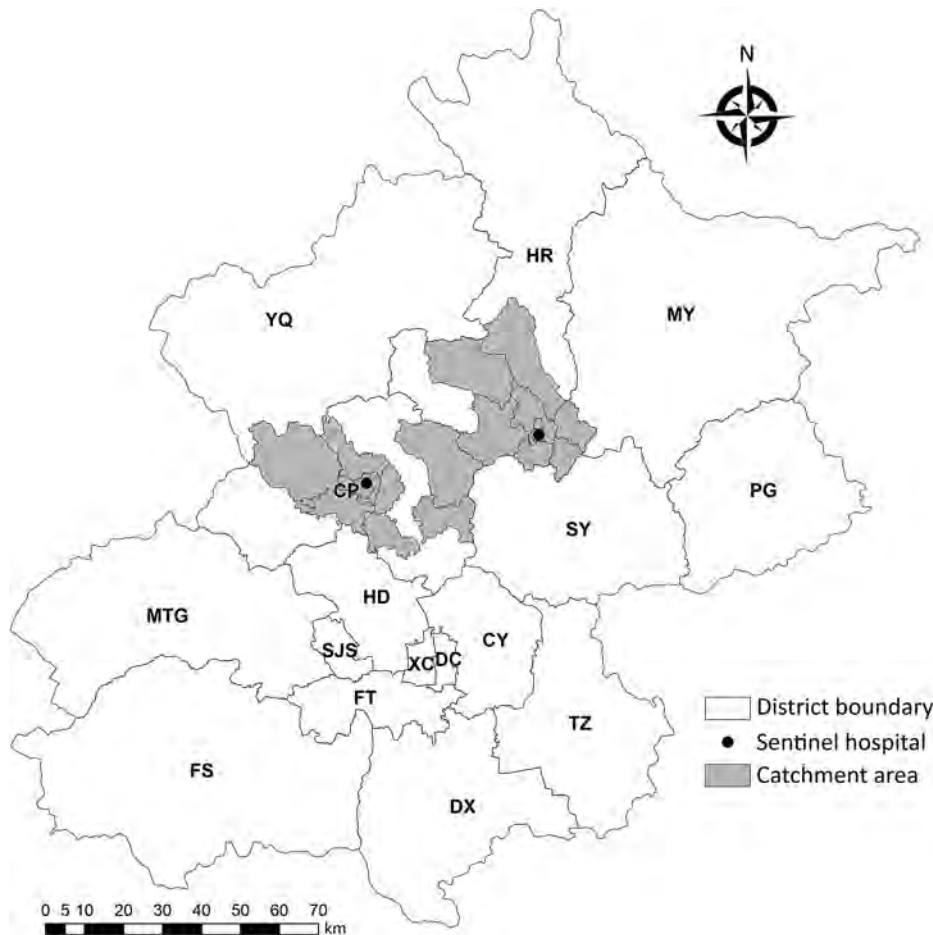 N
HR
YQ
MY
CP
PG
SY
HD
MTG
CY
SJS
XC
DC
FT
TZ
FS
DX
District boundary
Sentinel hospital
Catchment area
0 5 10 20 30 40 50 60 70
km